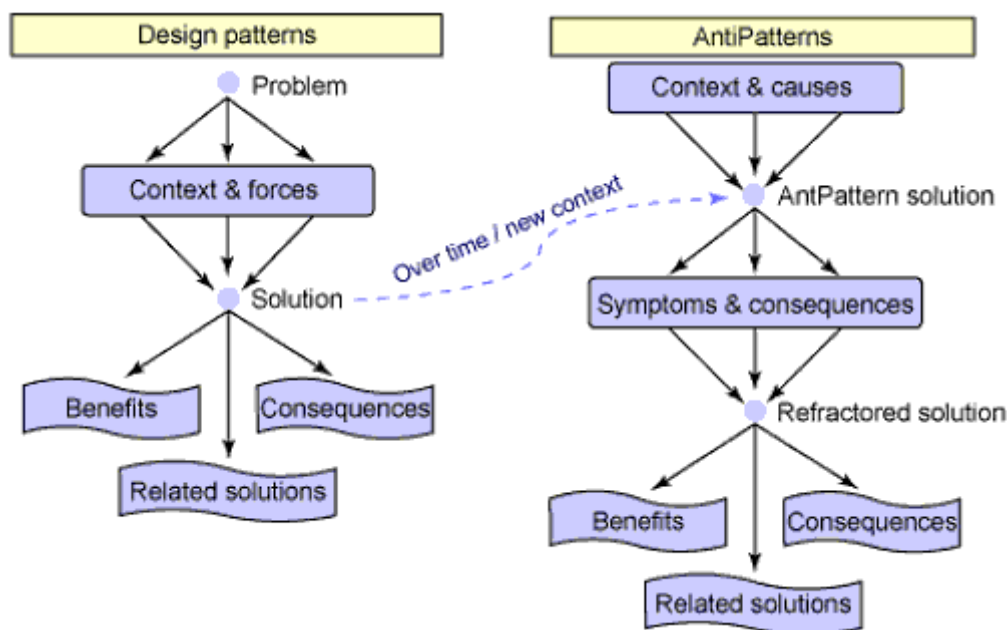 Design patterns
Problem
Context & forces
Solution
Benefits
Consequences
Related solutions
Over time / new context
AntiPatterns
Context & causes
AntPattern solution
Symptoms & consequences
Refractored solution
Benefits
Consequences
Related solutions